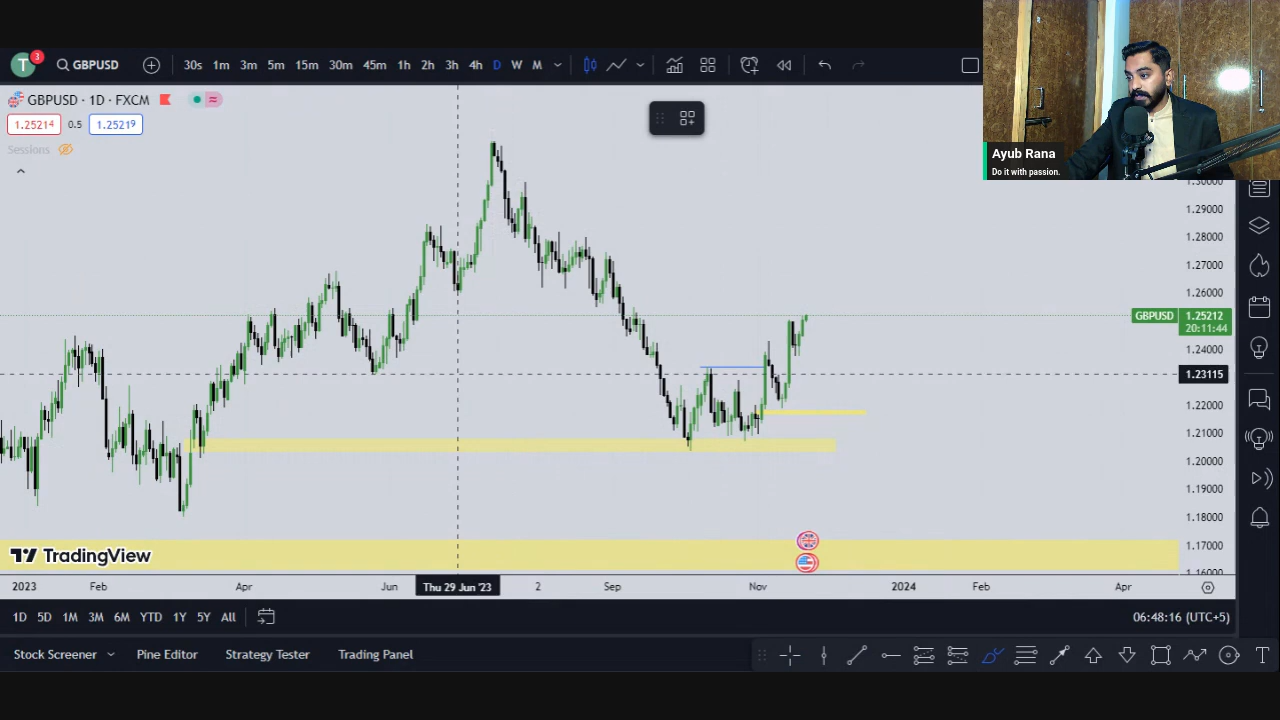 T 3 GBPUSD 30s 1m 3m 5m 15m 30m 45m 1h 2h 3h 4h D W M
GBPUSD · 1D · FXCM
1.25214 0.5 1.25219
Sessions
Ayub Rana
Do it with passion.
1.30000
1.29000
1.28000
1.27000
1.26000
GBPUSD 1.25212
20:11:44
1.24000
1.23115
1.22000
1.21000
1.20000
1.19000
1.18000
1.17000
1.16000
TradingView
2023 Feb Apr Jun Thu 29 Jun '23 2 Sep Nov 2024 Feb Apr
1D 5D 1M 3M 6M YTD 1Y 5Y All 06:48:16 (UTC+5)
Stock Screener Pine Editor Strategy Tester Trading Panel